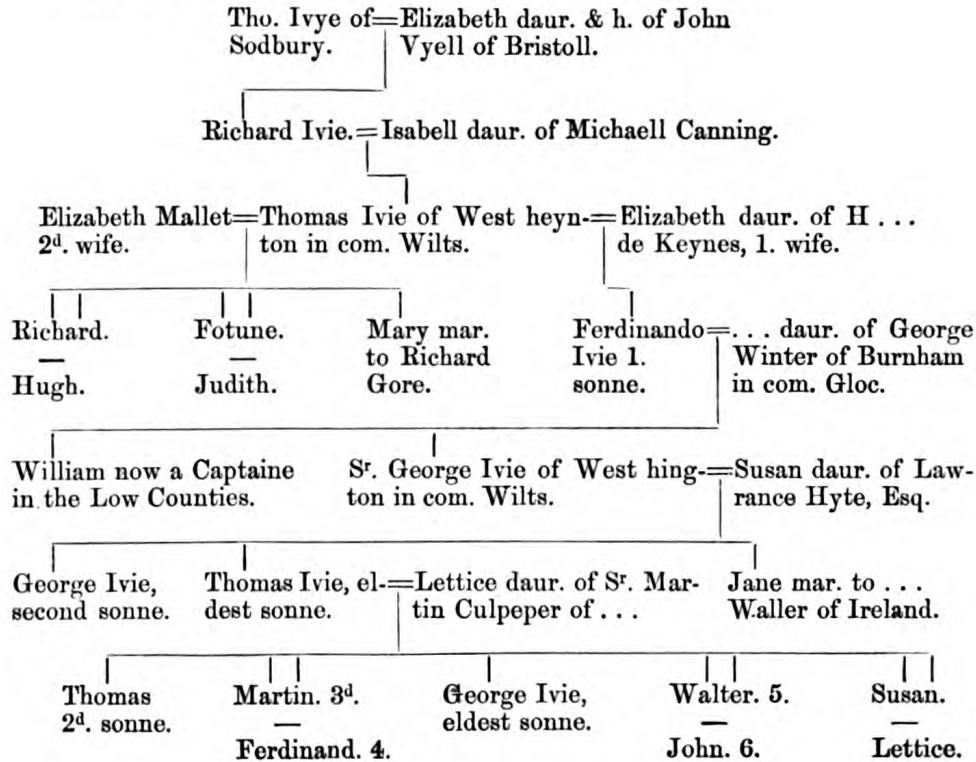 Tho. Ivye of=Elizabeth daur. & h. of John
Sodbury. Vyell of Bristoll.
Richard Ivie.=Isabell daur. of Michaell Canning.
Elizabeth Mallet=Thomas Ivie of West heyn-=Elizabeth daur. of H ...
2d. wife. ton in com. Wilts. de Keynes, 1. wife.
Richard. Fotune. Mary mar. Ferdinando=... daur. of George
— — to Richard Ivie 1. Winter of Burnham
Hugh. Judith. Gore. sonne. in com. Gloc.
William now a Captaine Sr. George Ivie of West hing-=Susan daur. of Law-
in the Low Counties. ton in com. Wilts. rance Hyte, Esq.
George Ivie, Thomas Ivie, el-=Lettice daur. of Sr. Mar- Jane mar. to ...
second sonne. dest sonne. tin Culpeper of ... Waller of Ireland.
Thomas Martin. 3d. George Ivie, Walter. 5. Susan.
2d. sonne. — eldest sonne. — —
Ferdinand. 4. John. 6. Lettice.